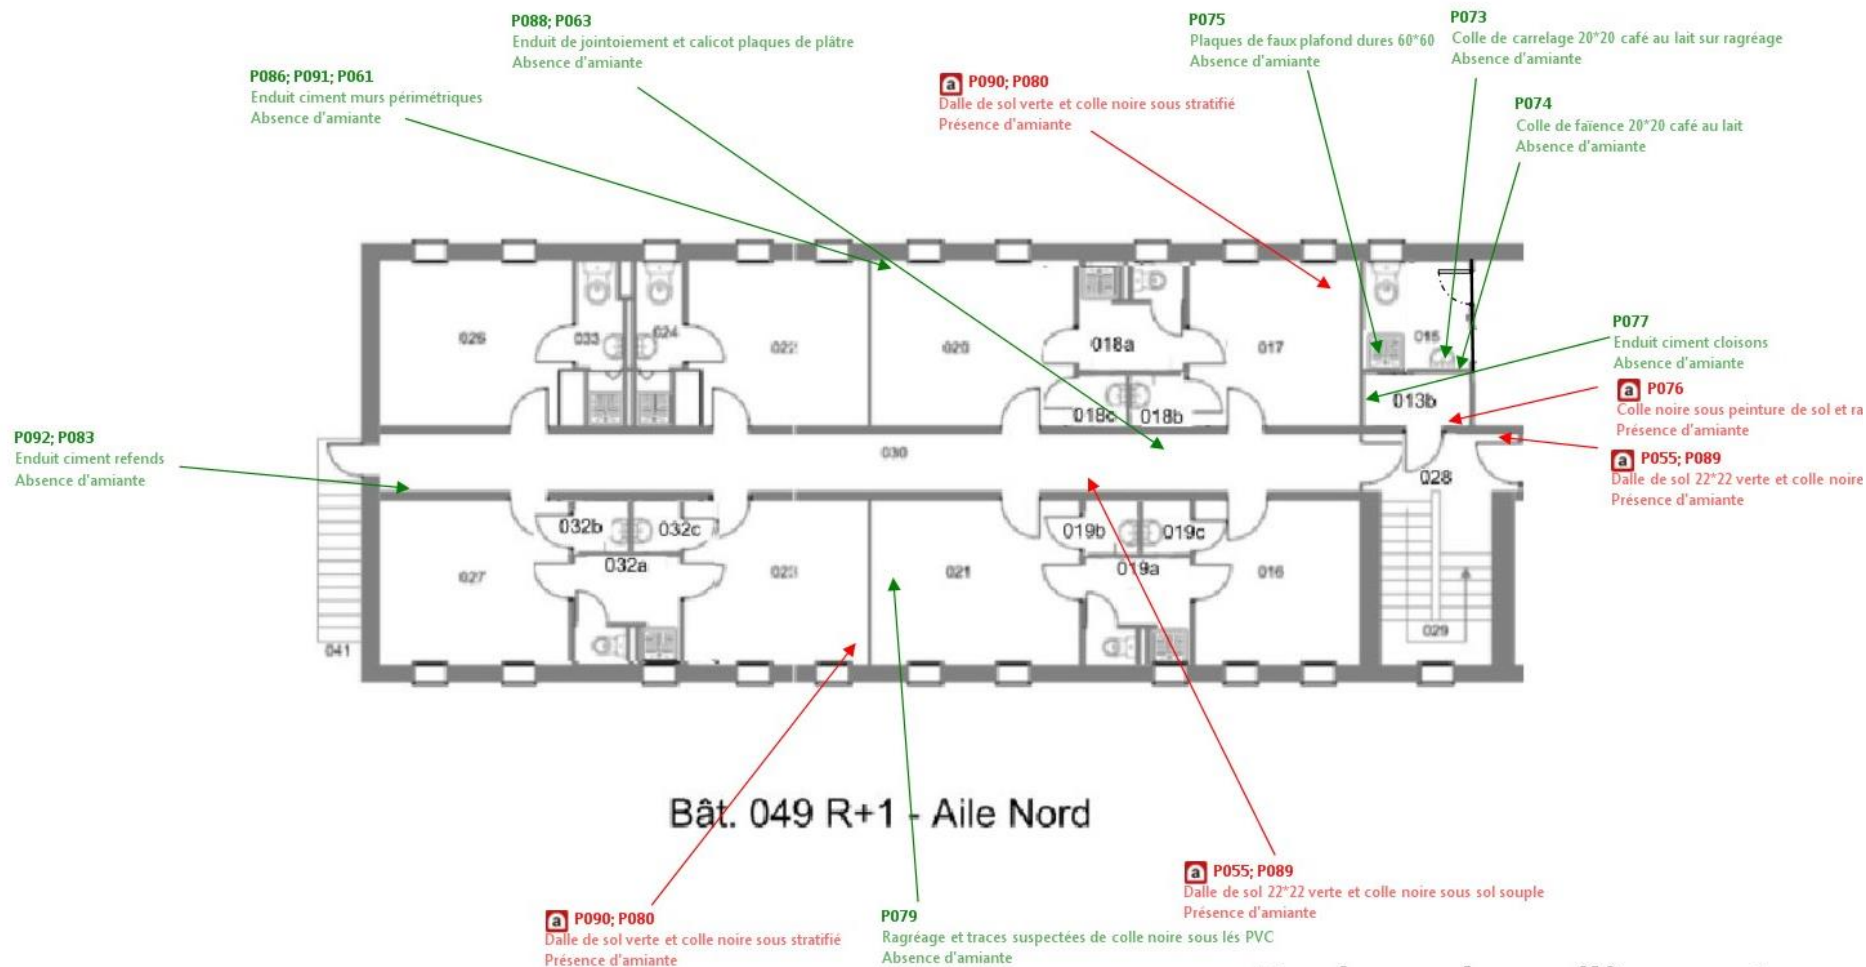 P088; P063
Enduit de jointoiement et calicot plaques de plâtre
Absence d'amiante
P075
Plaques de faux plafond dures 60*60
Absence d'amiante
P073
Colle de carrelage 20*20 café au lait sur ragréage
Absence d'amiante
P086; P091; P061
Enduit ciment murs périmétriques
Absence d'amiante
a P090; P080
Dalle de sol verte et colle noire sous stratifié
Présence d'amiante
P074
Colle de faïence 20*20 café au lait
Absence d'amiante
P077
Enduit ciment cloisons
Absence d'amiante
a P076
Colle noire sous peinture de sol et ra
Présence d'amiante
a P055; P089
Dalle de sol 22*22 verte et colle noire
Présence d'amiante
P092; P083
Enduit ciment refends
Absence d'amiante
026 033 024 022 020 018a 017 015
018c 018b 013b
030 028
032b 032c 019b 019c
027 032a 023 021 019a 016
041 029
Bât. 049 R+1 - Aile Nord
a P055; P089
Dalle de sol 22*22 verte et colle noire sous sol souple
Présence d'amiante
a P090; P080
Dalle de sol verte et colle noire sous stratifié
Présence d'amiante
P079
Ragréage et traces suspectées de colle noire sous lés PVC
Absence d'amiante